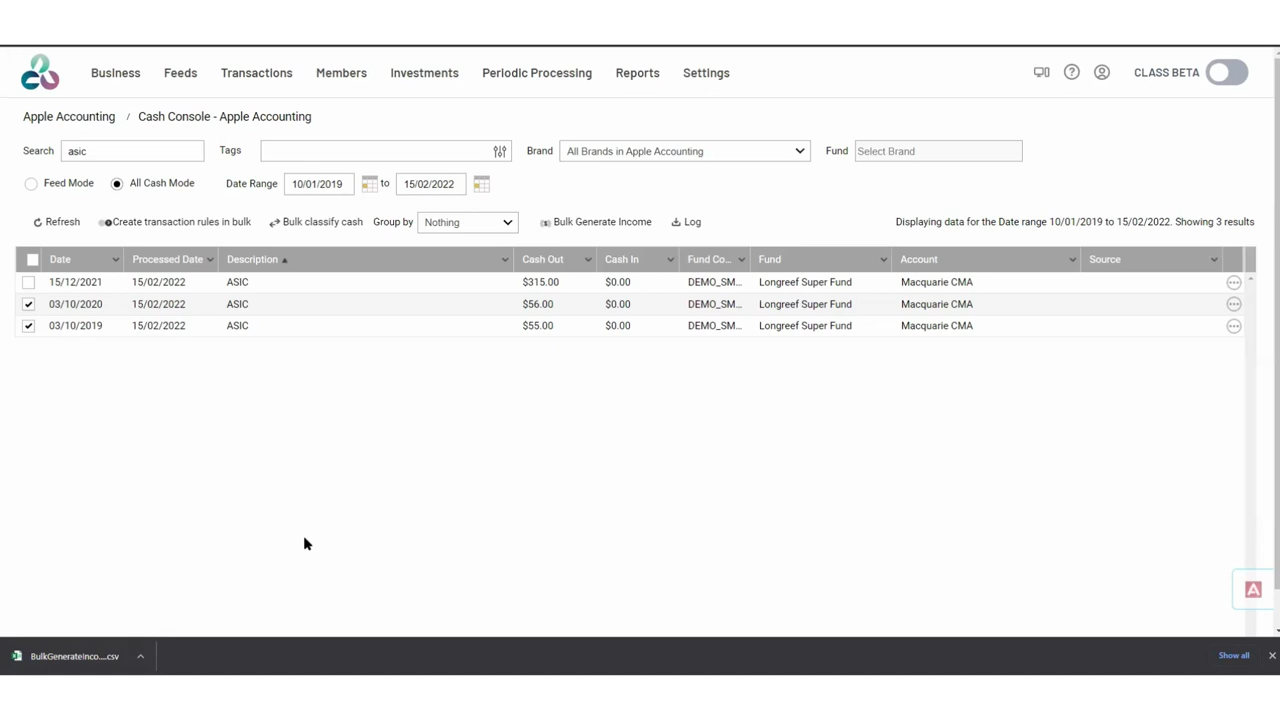 Business Feeds Transactions Members Investments Periodic Processing Reports Settings CLASS BETA
Apple Accounting / Cash Console - Apple Accounting
Search asic Tags Brand All Brands in Apple Accounting Fund Select Brand
Feed Mode All Cash Mode Date Range 10/01/2019 to 15/02/2022
Refresh Create transaction rules in bulk Bulk classify cash Group by Nothing Bulk Generate Income Log Displaying data for the Date range 10/01/2019 to 15/02/2022. Showing 3 results
Date Processed Date Description Cash Out Cash In Fund Co... Fund Account Source
15/12/2021 15/02/2022 ASIC $315.00 $0.00 DEMO_SM... Longreef Super Fund Macquarie CMA
03/10/2020 15/02/2022 ASIC $56.00 $0.00 DEMO_SM... Longreef Super Fund Macquarie CMA
03/10/2019 15/02/2022 ASIC $55.00 $0.00 DEMO_SM... Longreef Super Fund Macquarie CMA
A
BulkGenerateInco....csv Show all